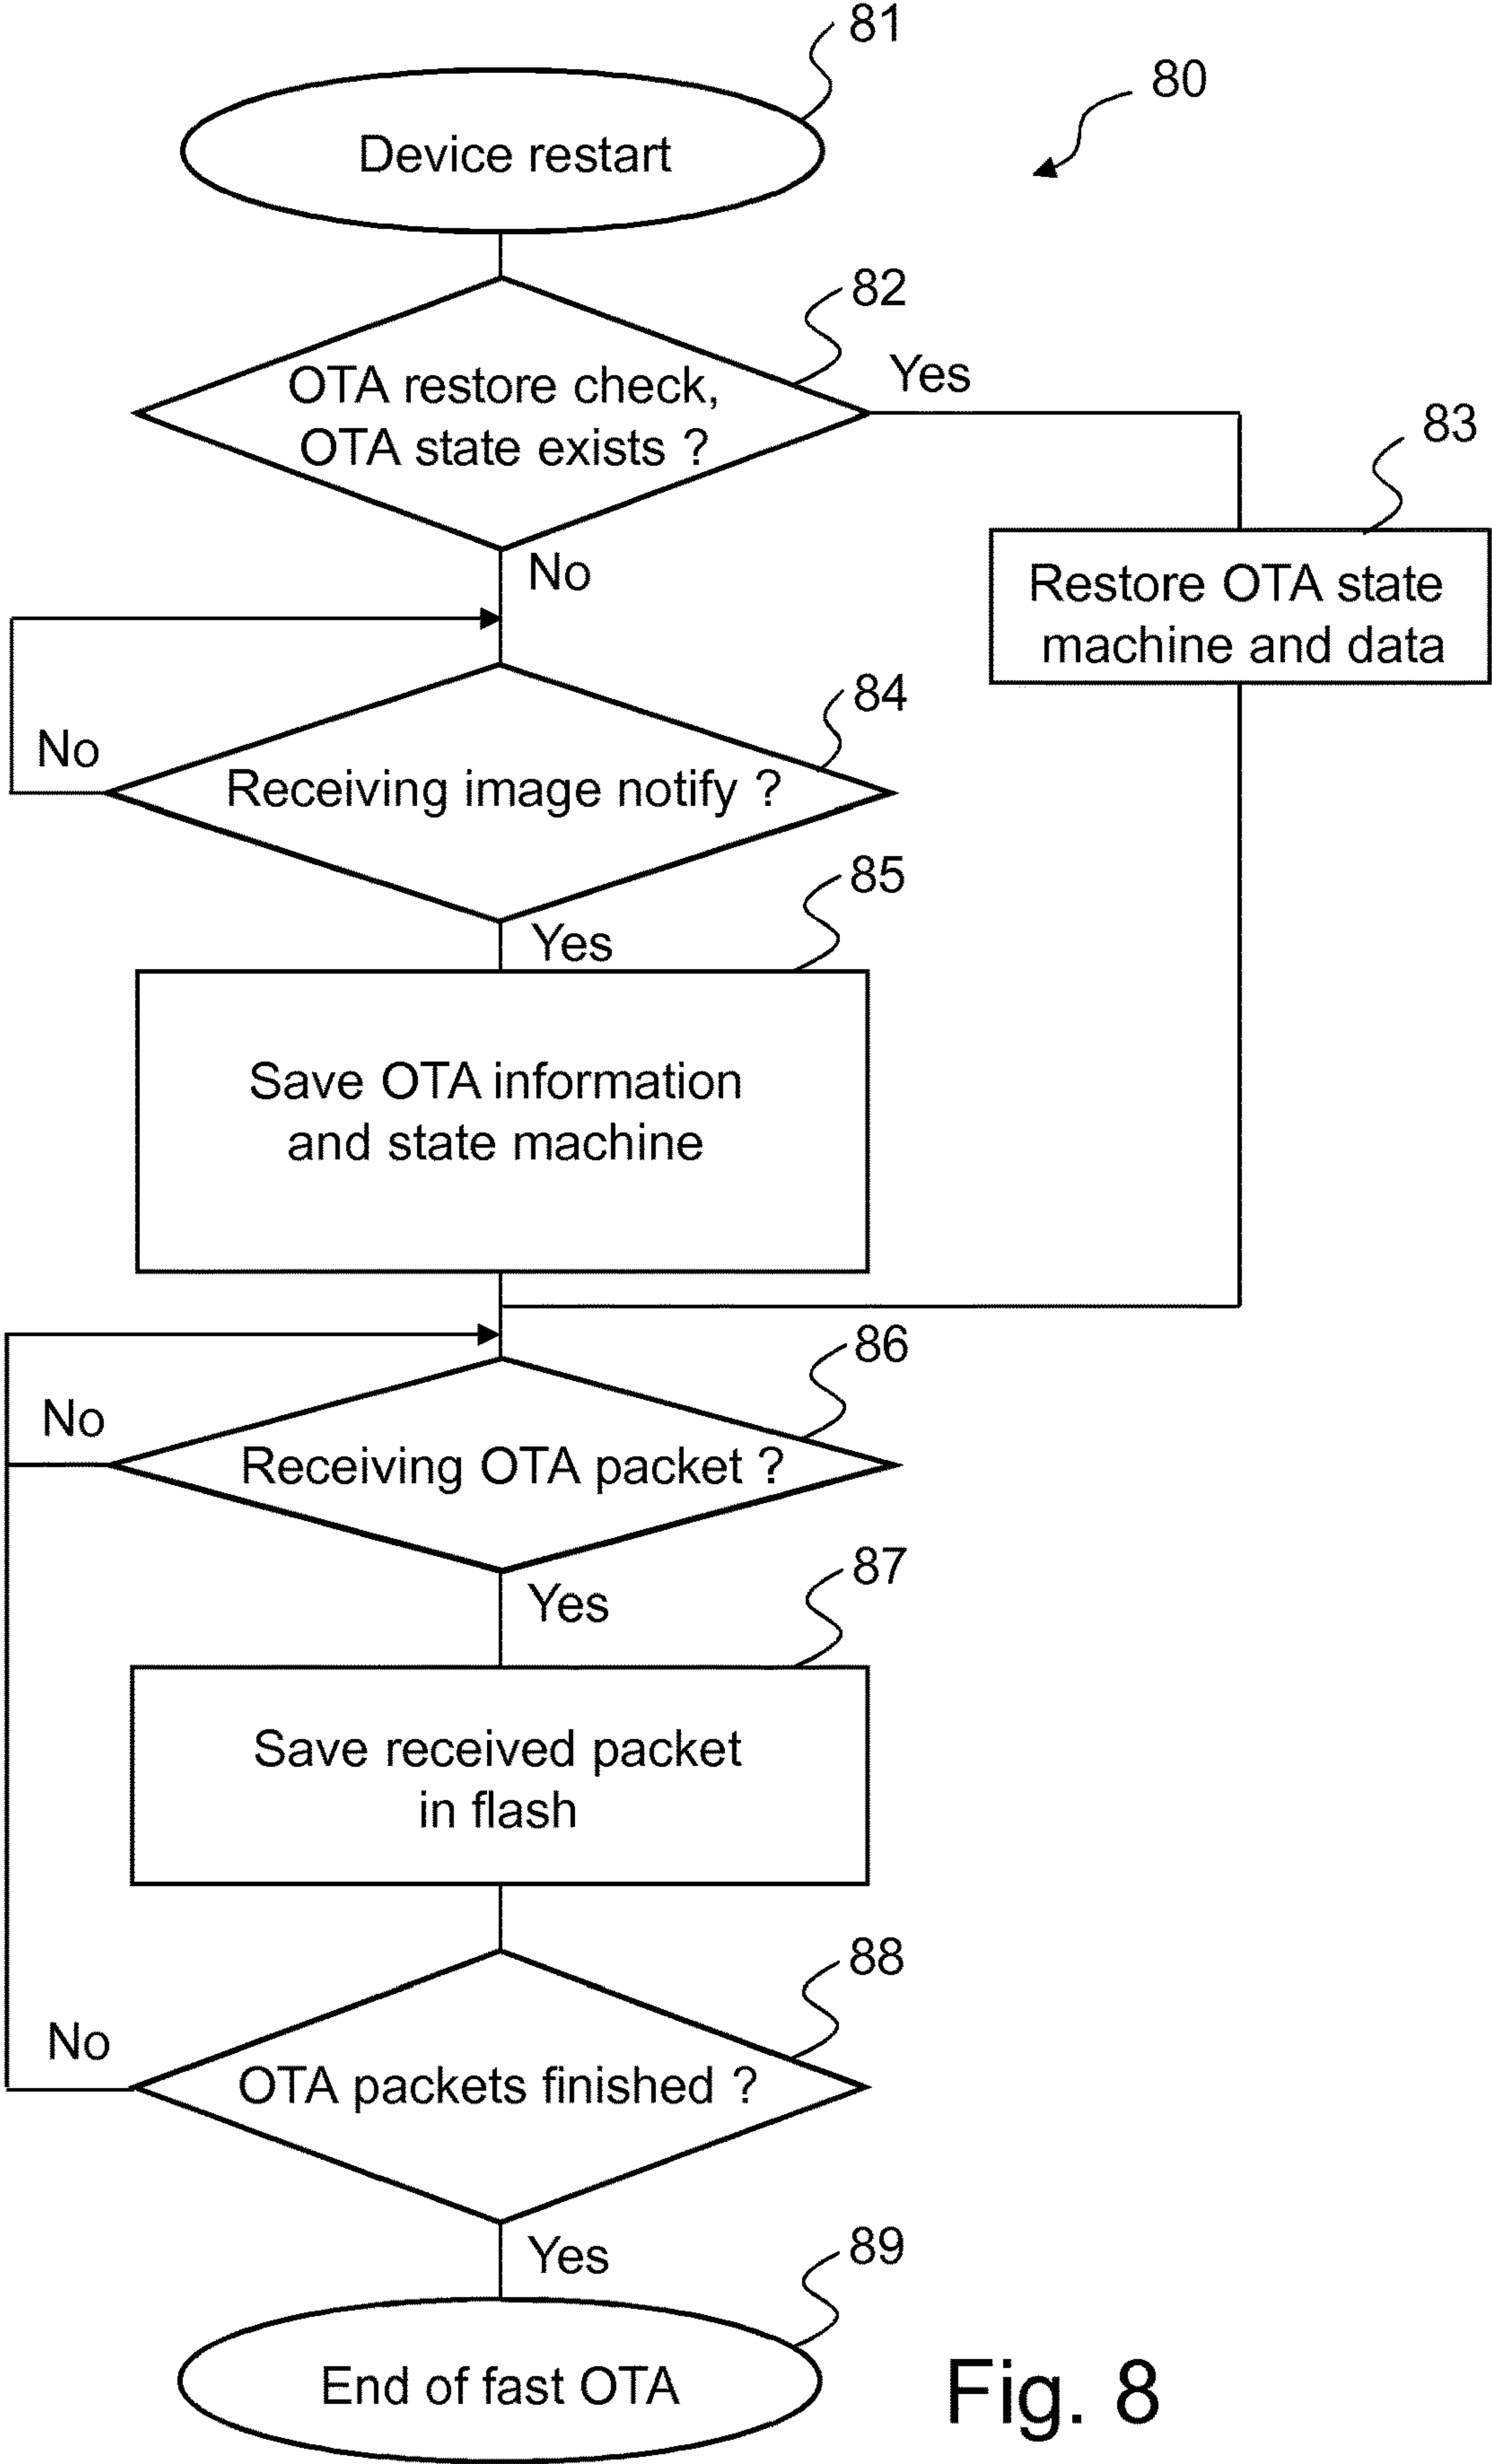 81
80
Device restart
82
Yes
OTA restore check,
OTA state exists ?
83
No
Restore OTA state
machine and data
84
No
Receiving image notify ?
85
Yes
Save OTA information
and state machine
86
No
Receiving OTA packet ?
87
Yes
Save received packet
in flash
88
No
OTA packets finished ?
89
Yes
End of fast OTA
Fig. 8